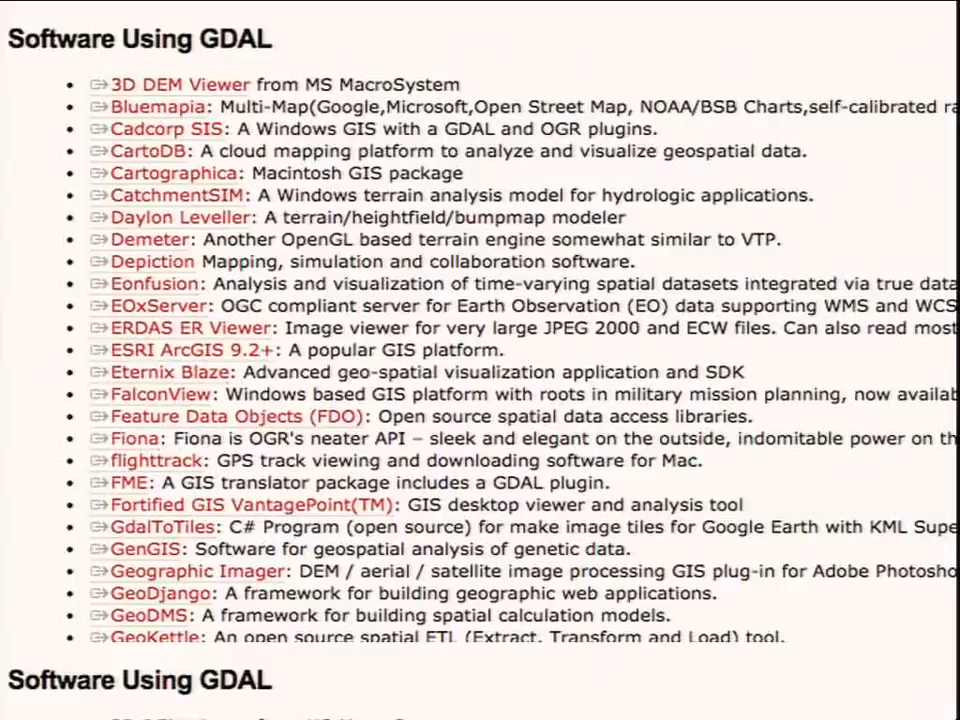 Software Using GDAL
• 3D DEM Viewer from MS MacroSystem
• Bluemapia: Multi-Map(Google,Microsoft,Open Street Map, NOAA/BSB Charts,self-calibrated
• Cadcorp SIS: A Windows GIS with a GDAL and OGR plugins.
• CartoDB: A cloud mapping platform to analyze and visualize geospatial data.
• Cartographica: Macintosh GIS package
• CatchmentSIM: A Windows terrain analysis model for hydrologic applications.
• Daylon Leveller: A terrain/heightfield/bumpmap modeler
• Demeter: Another OpenGL based terrain engine somewhat similar to VTP.
• Depiction Mapping, simulation and collaboration software.
• Eonfusion: Analysis and visualization of time-varying spatial datasets integrated via true data
• EOxServer: OGC compliant server for Earth Observation (EO) data supporting WMS and WCS
• ERDAS ER Viewer: Image viewer for very large JPEG 2000 and ECW files. Can also read most
• ESRI ArcGIS 9.2+: A popular GIS platform.
• Eternix Blaze: Advanced geo-spatial visualization application and SDK
• FalconView: Windows based GIS platform with roots in military mission planning, now
• Feature Data Objects (FDO): Open source spatial data access libraries.
• Fiona: Fiona is OGR's neater API – sleek and elegant on the outside, indomitable power on
• flighttrack: GPS track viewing and downloading software for Mac.
• FME: A GIS translator package includes a GDAL plugin.
• Fortified GIS VantagePoint(TM): GIS desktop viewer and analysis tool
• GdalToTiles: C# Program (open source) for make image tiles for Google Earth with KML
• GenGIS: Software for geospatial analysis of genetic data.
• Geographic Imager: DEM / aerial / satellite image processing GIS plug-in for Adobe
• GeoDjango: A framework for building geographic web applications.
• GeoDMS: A framework for building spatial calculation models.
• GeoKettle: An open source spatial ETL (Extract, Transform and Load) tool.
Software Using GDAL